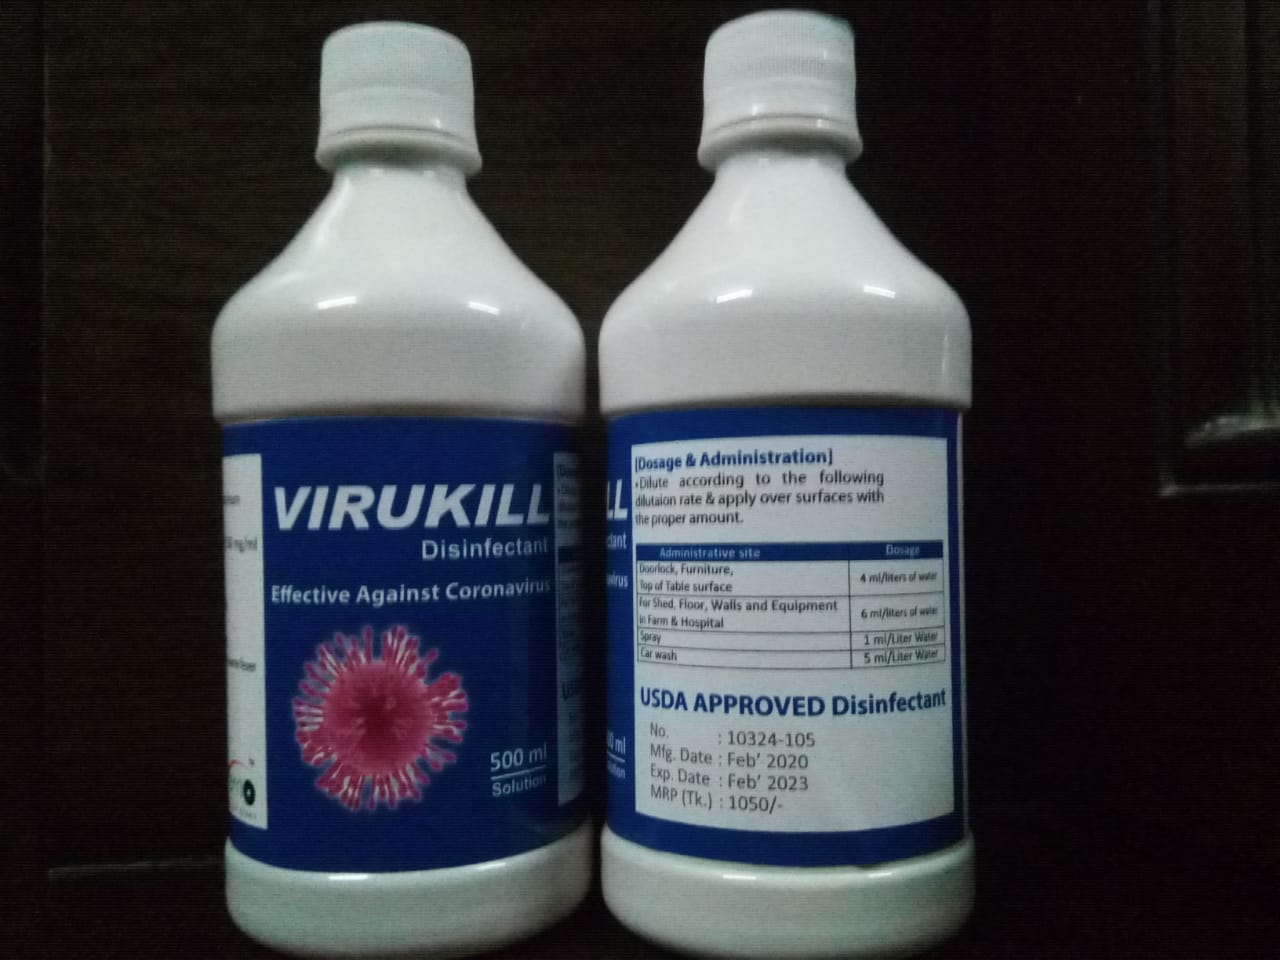 VIRUKILL
Disinfectant
Effective Against Coronavirus
500 ml
Solution
mg/ml
LL
ml
[Dosage & Administration]
•Dilute according to the following
dilutaion rate & apply over surfaces with
the proper amount.
Administrative site Dosage
Doorlock, Furniture,
Top of Table surface 4 ml/liters of water
For Shed, Floor, Walls and Equipment
in Farm & Hospital 6 ml/liters of water
Spray 1 ml/Liter Water
Car wash 5 ml/Liter Water
USDA APPROVED Disinfectant
No. : 10324-105
Mfg. Date : Feb' 2020
Exp. Date : Feb' 2023
MRP (Tk.) : 1050/-